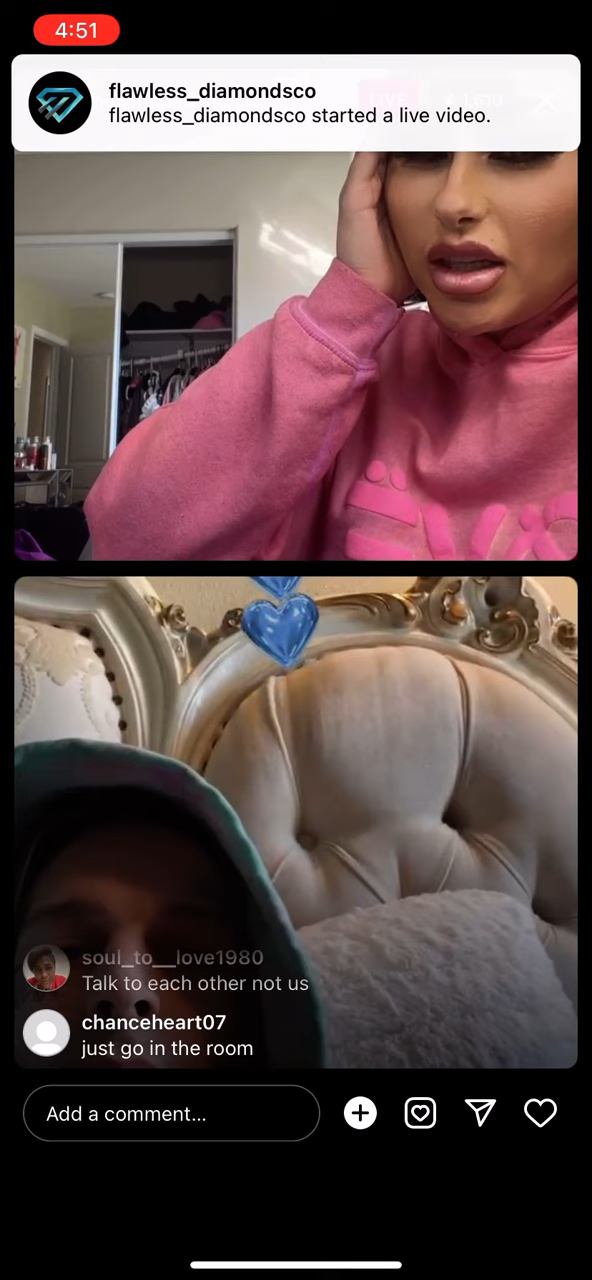 4:51
flawless_diamondsco
flawless_diamondsco started a live video.
LIVE
soul_to__love1980
Talk to each other not us
chanceheart07
just go in the room
Add a comment...